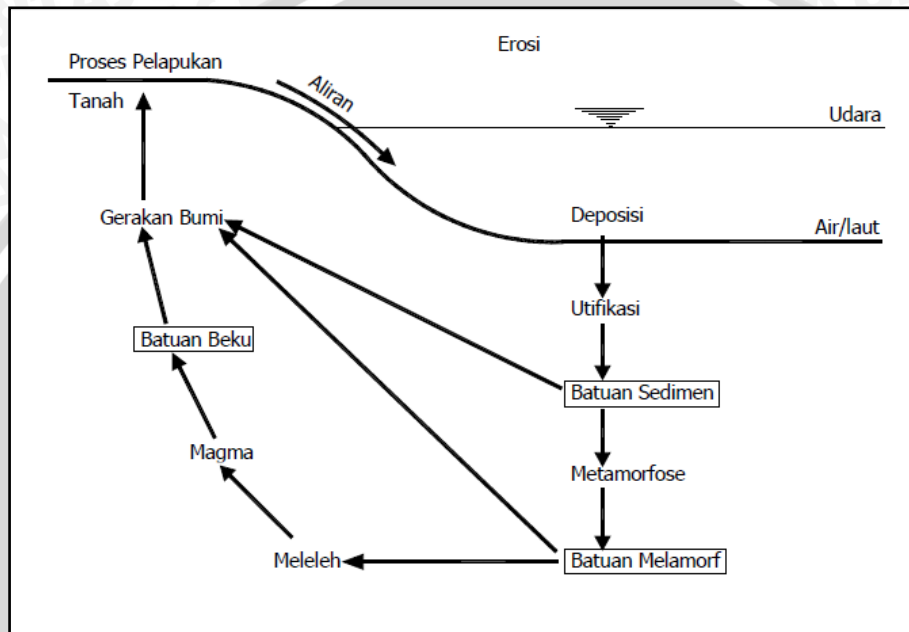 Erosi
Proses Pelapukan
Aliran
Tanah
Udara
Gerakan Bumi
Deposisi
Air/laut
Utifikasi
Batuan Beku
Batuan Sedimen
Magma
Metamorfose
Meleleh
Batuan Melamorf